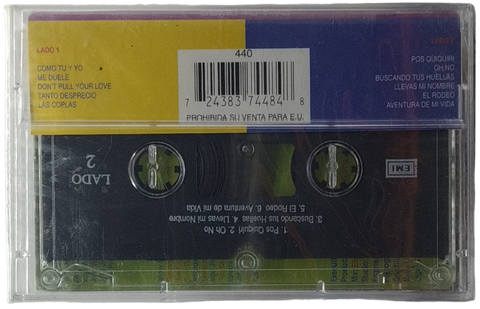 LADO 1
COMO TU Y YO
ME DUELE
DON'T PULL YOUR LOVE
TANTO DESPRECIO
LAS COPLAS
440
7 24383 74484 8
PROHIBIDA SU VENTA PARA E.U.
POS QUIQUIRI
OH,NO
BUSCANDO TUS HUELLAS
LLEVAS MI NOMBRE
EL RODEO
AVENTURA DE MI VIDA
LADO
2
EMI
1. Pos Quiquiri 2. Oh No
3. Buscando tus Huellas 4. Llevas mi Nombre
5. El Rodeo 6. Aventura de mi Vida